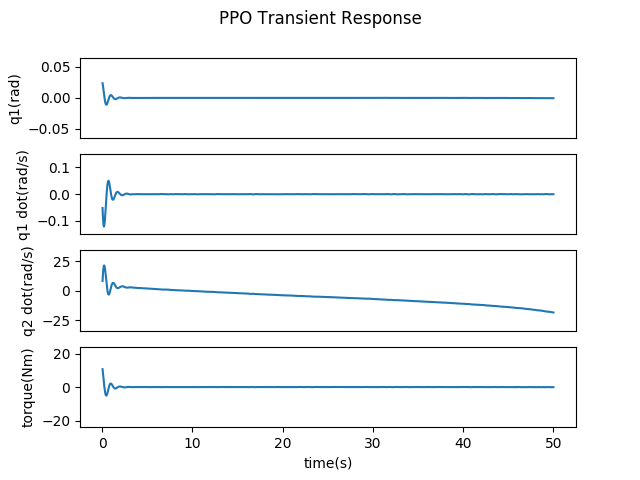 PPO Transient Response
q1(rad)
0.05
0.00
−0.05
q1 dot(rad/s)
0.1
0.0
−0.1
q2 dot(rad/s)
25
0
−25
torque(Nm)
20
0
−20
0 10 20 30 40 50
time(s)